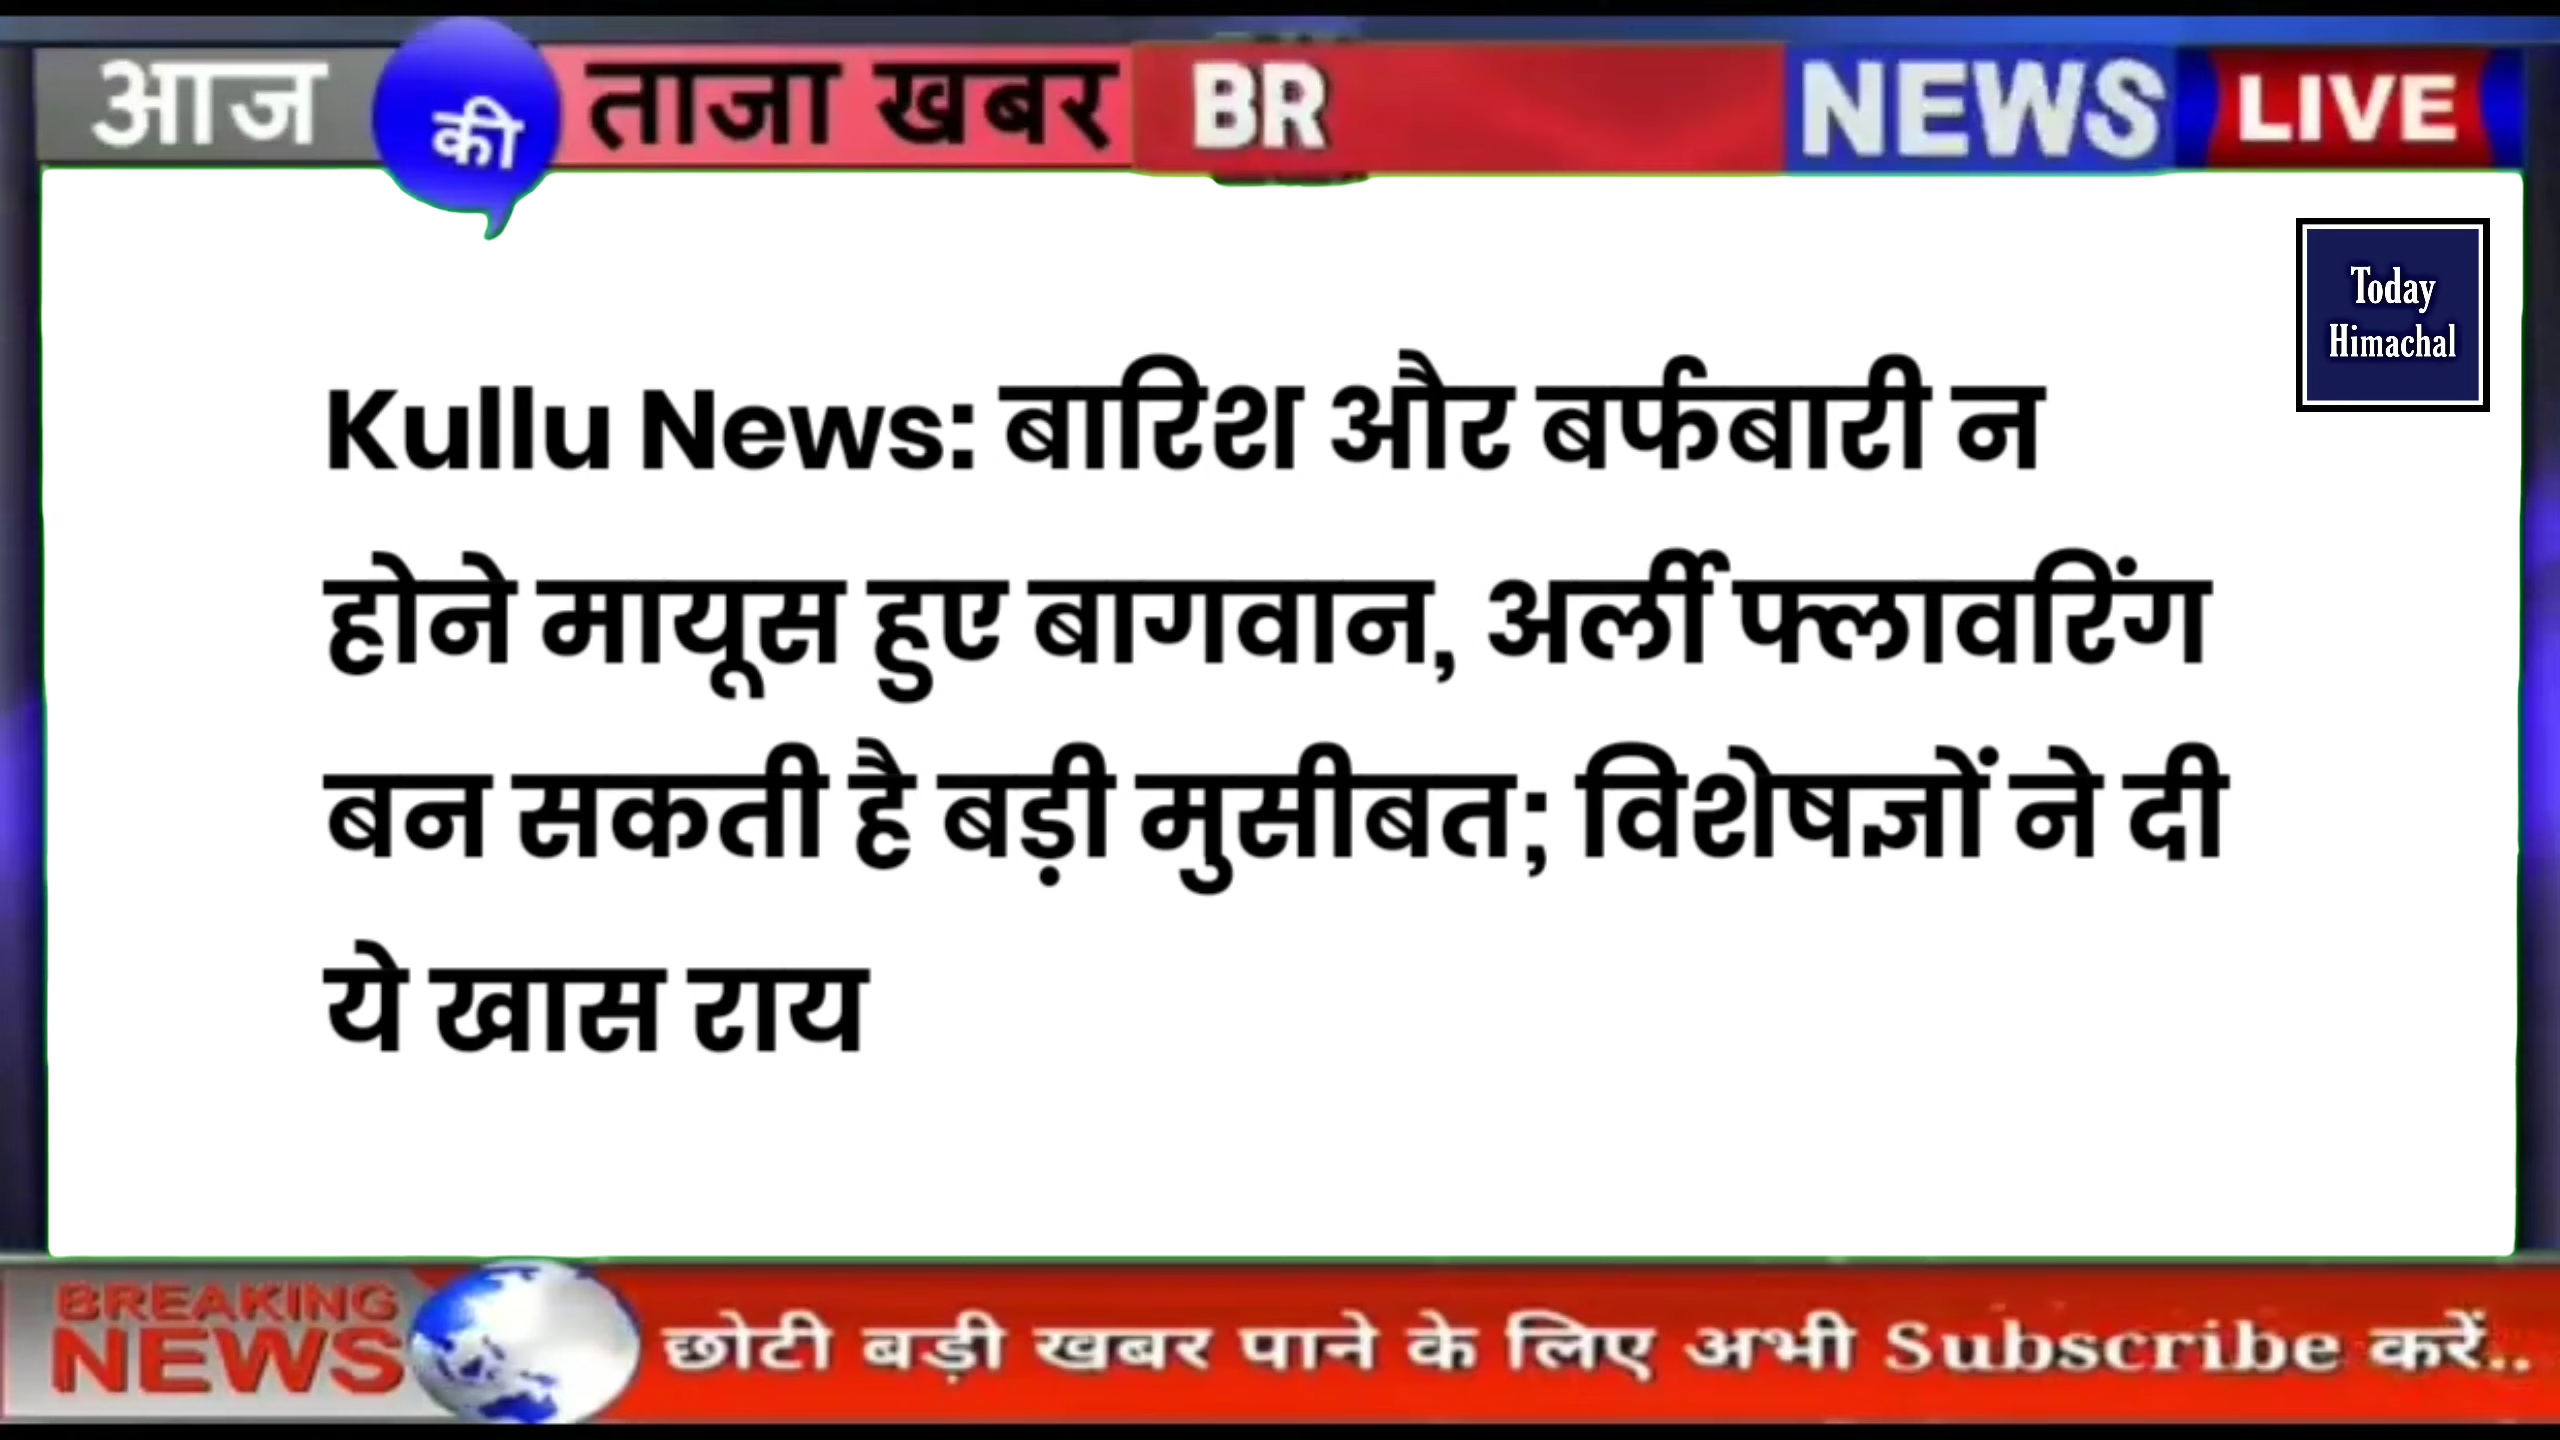 आज की ताजा खबर BR NEWS LIVE
Today
Himachal
Kullu News: बारिश और बर्फबारी न
होने मायूस हुए बागवान, अर्ली फ्लावरिंग
बन सकती है बड़ी मुसीबत; विशेषज्ञों ने दी
ये खास राय
BREAKING
NEWS
छोटी बड़ी खबर पाने के लिए अभी Subscribe करें..